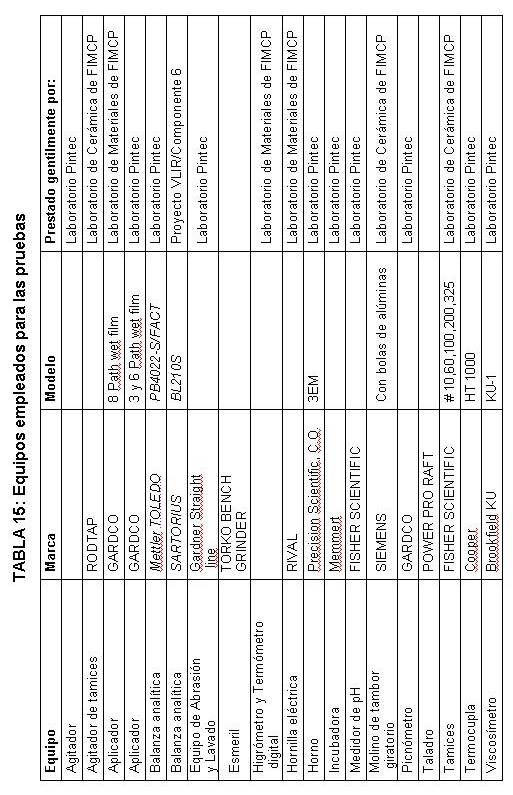 TABLA 15: Equipos empleados para las pruebas
Equipo Marca Modelo Prestado gentilmente por:
Agitador Laboratorio Pintec
Agitador de tamices RODTAP Laboratorio de Cerámica de FIMCP
Aplicador GARDCO 8 Path wet film Laboratorio de Materiales de FIMCP
Aplicador GARDCO 3 y 6 Path wet film Laboratorio Pintec
Balanza analítica Mettler TOLEDO PB4022-S/FACT Laboratorio Pintec
Balanza analítica SARTORIUS BL210S Proyecto VLIR/Componente 6
Equipo de Abrasión Gardner Straight Laboratorio Pintec
y Lavado line
Esmeril TORKO BENCH
GRINDER
Higrómetro y Termómetro Laboratorio de Materiales de FIMCP
digital
Hornilla eléctrica RIVAL Laboratorio de Materiales de FIMCP
Horno Precision Scientific. C.O. 3EM Laboratorio Pintec
Incubadora Memmert Laboratorio Pintec
Medidor de pH FISHER SCIENTIFIC Laboratorio Pintec
Molino de tambor SIEMENS Con bolas de alúminas Laboratorio de Cerámica de FIMCP
giratorio
Picnómetro GARDCO Laboratorio Pintec
Taladro POWER PRO RAFT
Tamices FISHER SCIENTIFIC # 10,60,100,200,325 Laboratorio de Cerámica de FIMCP
Termocupla Cooper HT 1000 Laboratorio Pintec
Viscosímetro Brookfield KU KU-1 Laboratorio Pintec